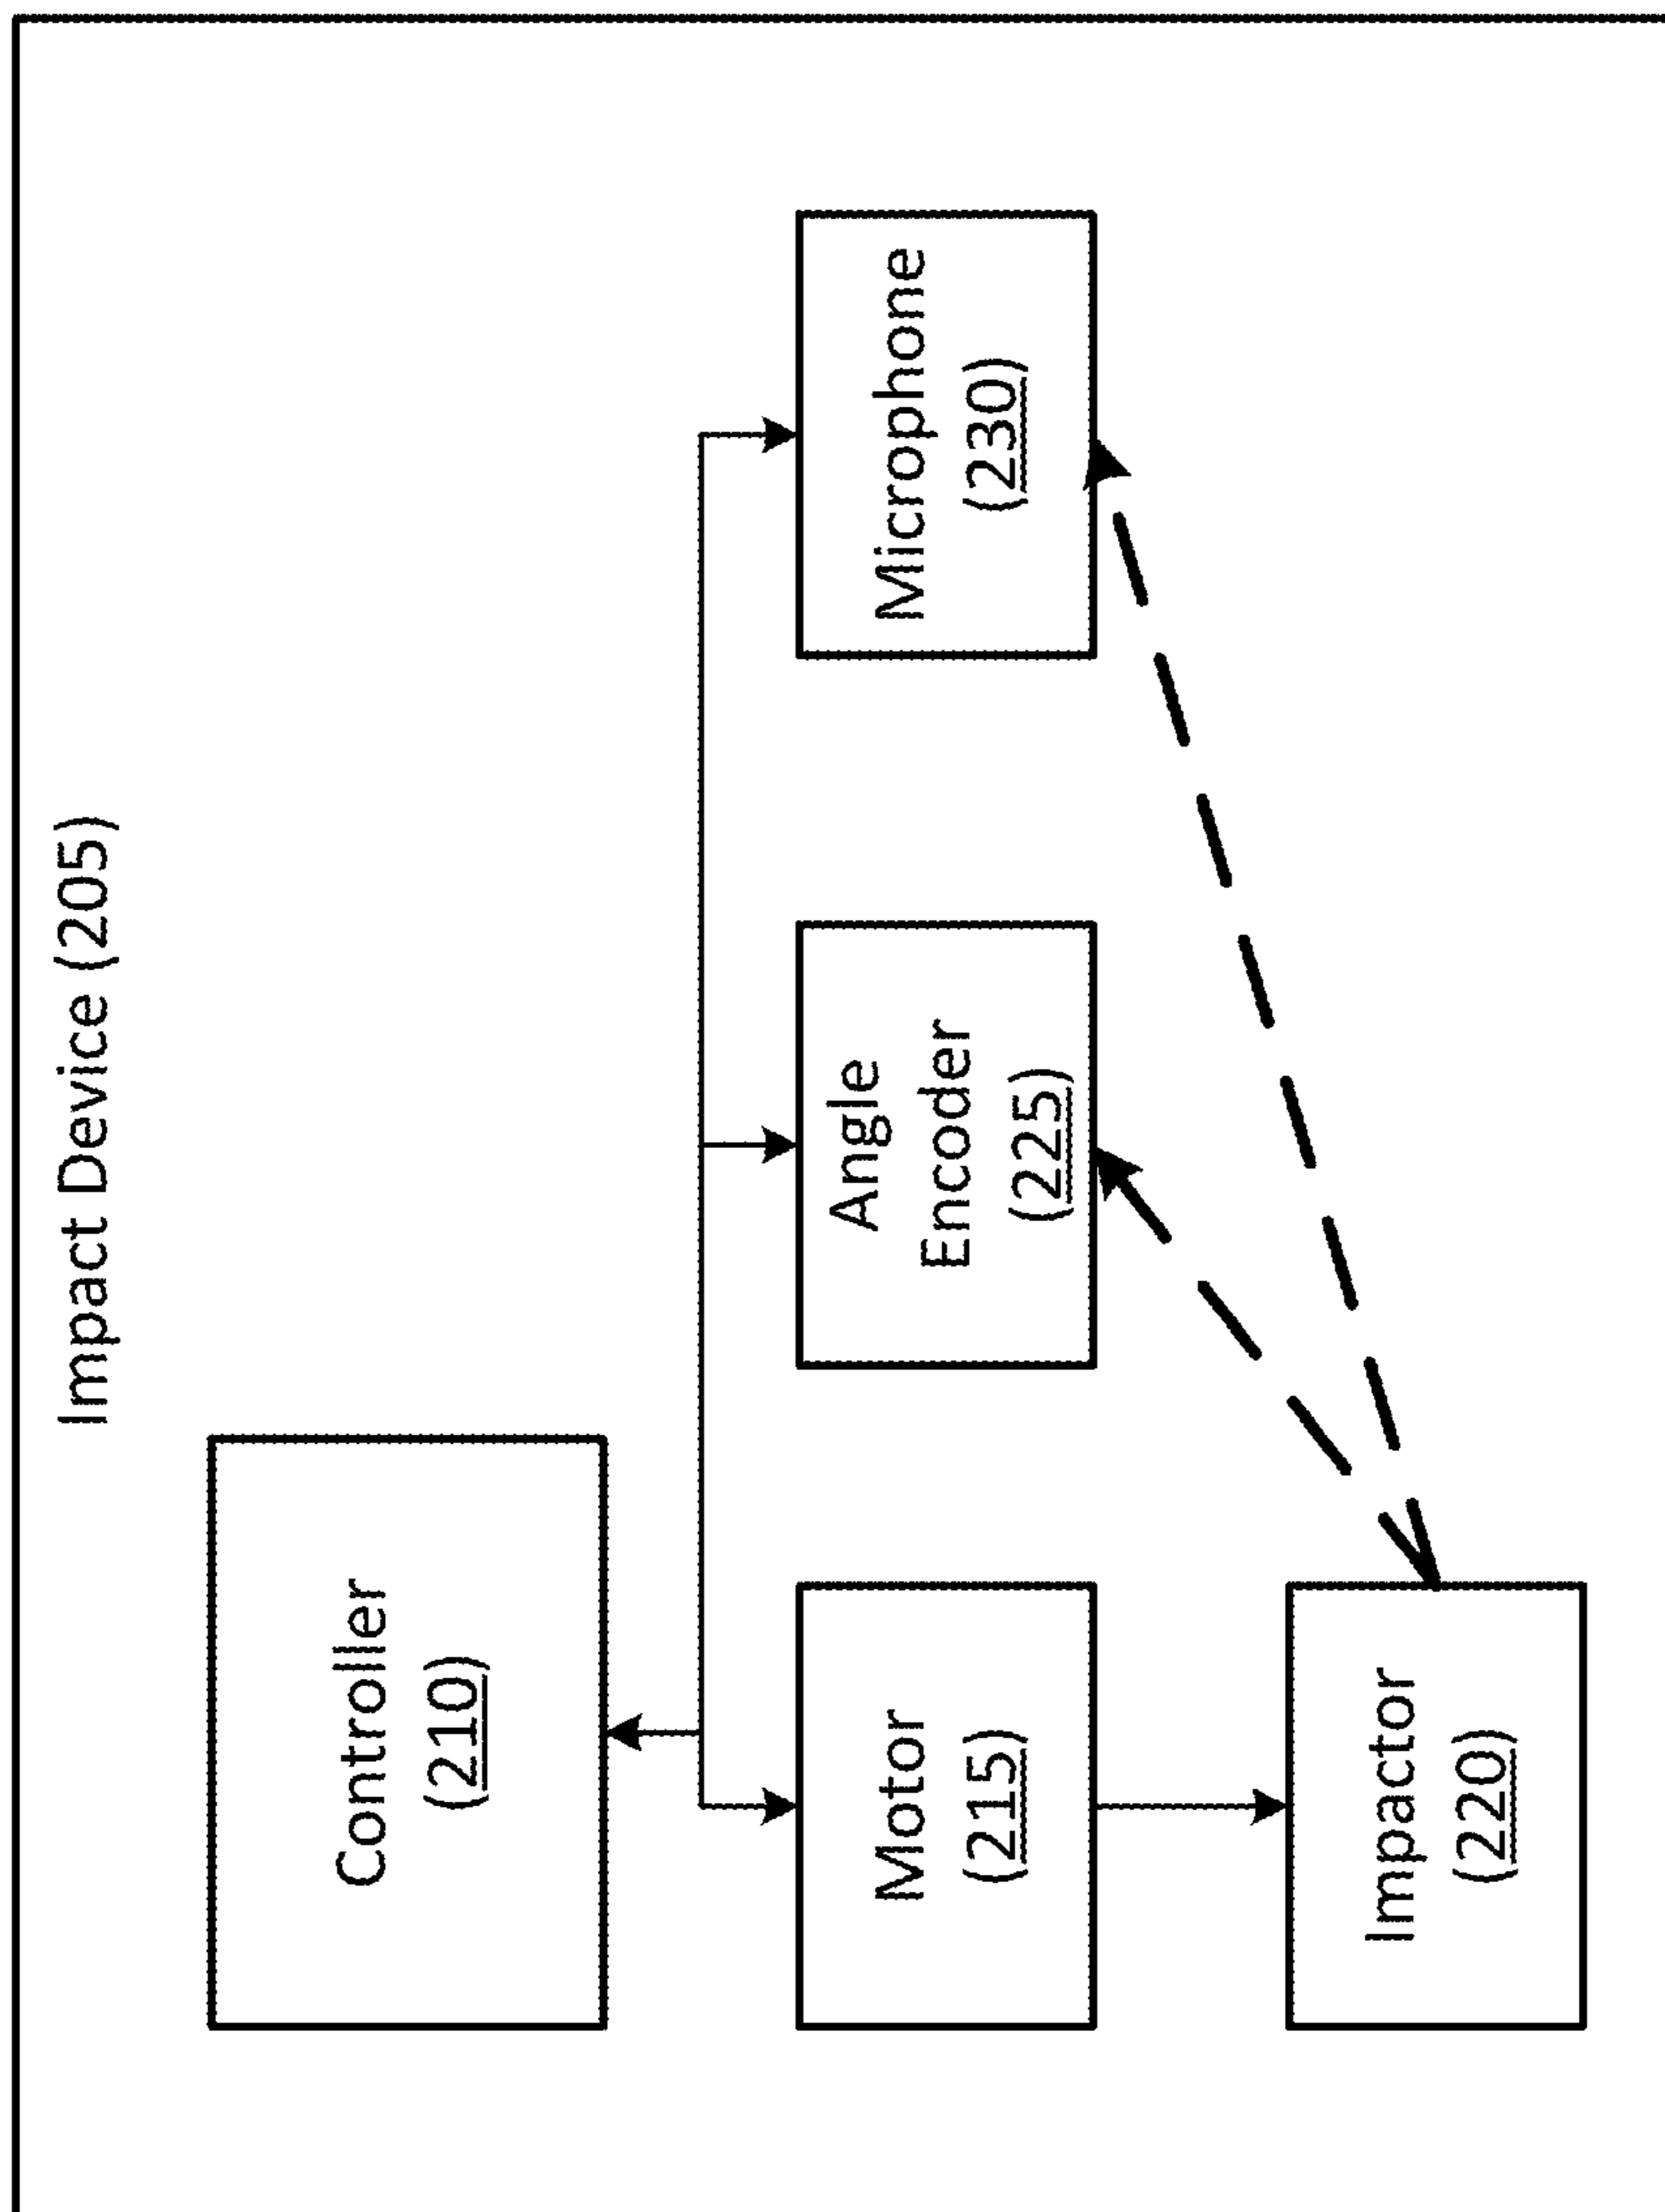 Impact Device (205)
Controller
(210)
Motor
(215)
Angle
Encoder
(225)
Microphone
(230)
Impactor
(220)